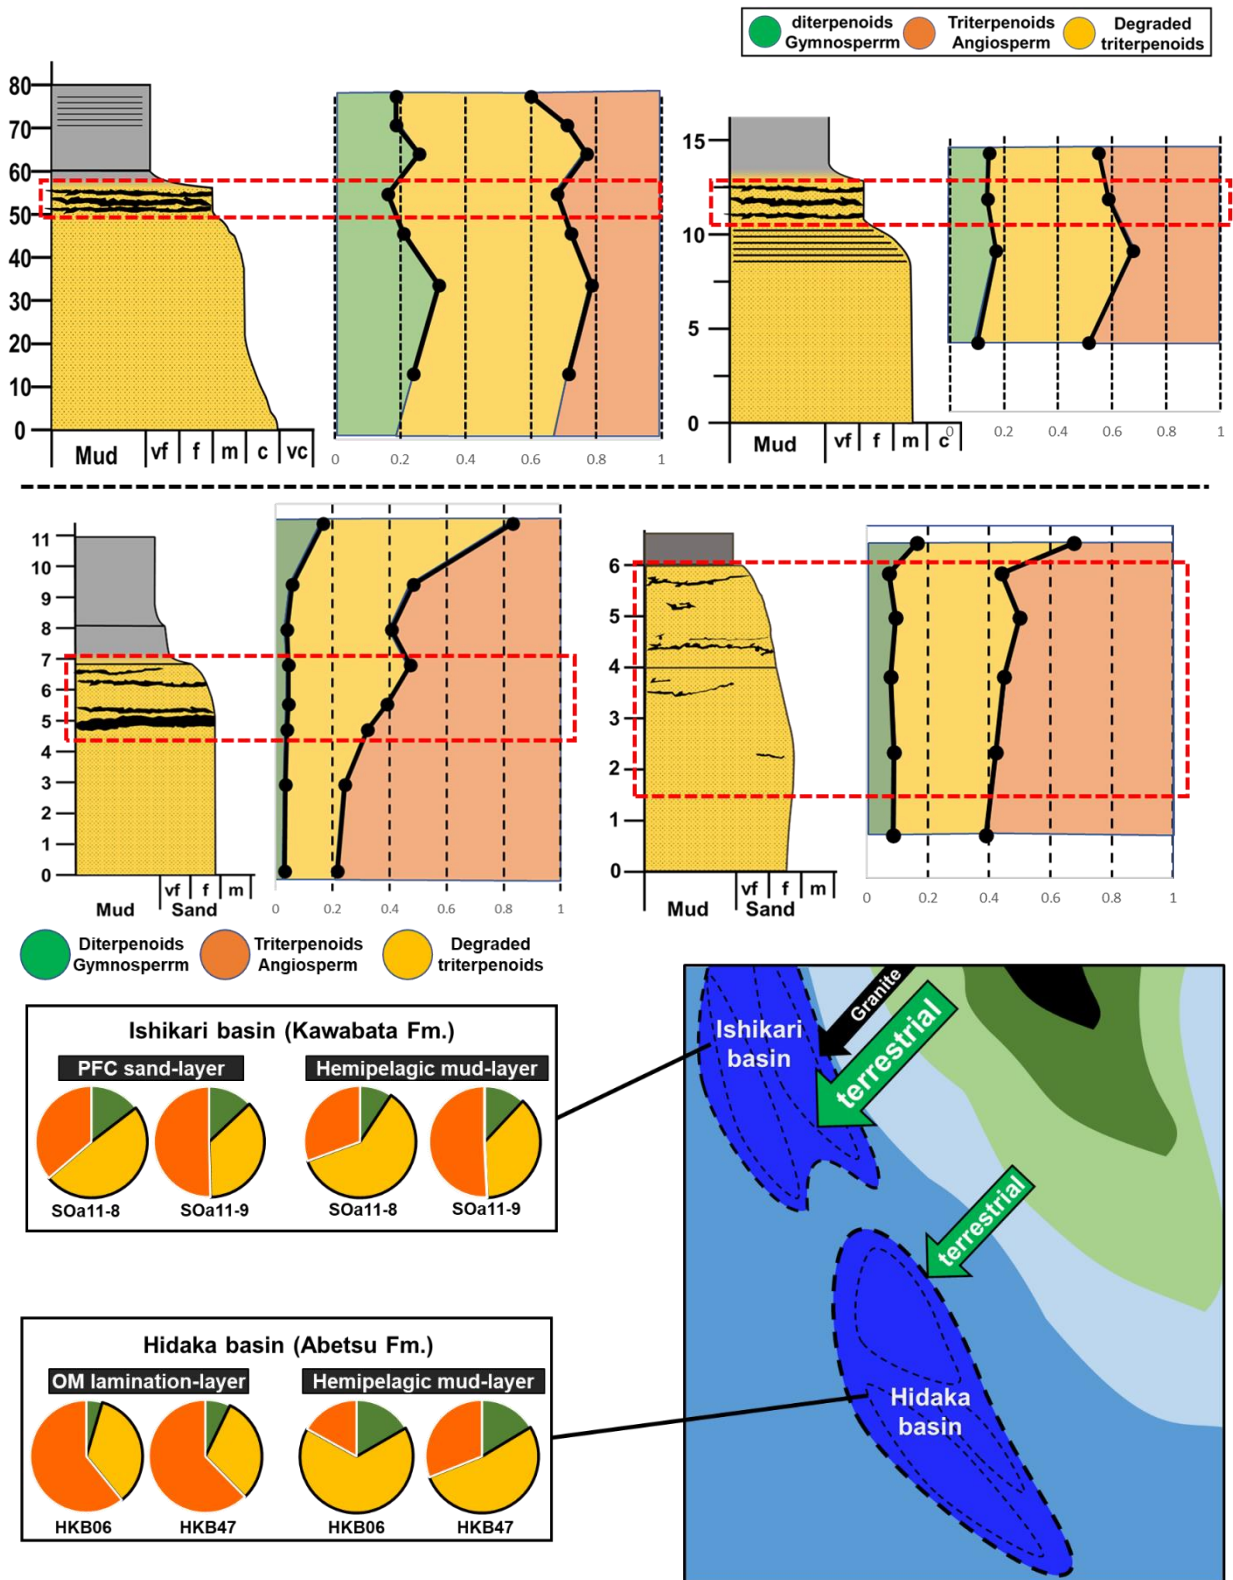 diterpenoids
Gymnosperrm
Triterpenoids
Angiosperm
Degraded
triterpenoids
80
70
60
50
40
30
20
10
0
Mud
vf
f
m
c
vc
0
0.2
0.4
0.6
0.8
1
15
10
5
0
Mud
vf
f
m
c
0
0.2
0.4
0.6
0.8
1
11
10
9
8
7
6
5
4
3
2
1
0
vf
f
m
Mud
Sand
0
0.2
0.4
0.6
0.8
1
6
5
4
3
2
1
0
vf
f
m
Mud
Sand
0
0.2
0.4
0.6
0.8
1
Diterpenoids
Gymnosperrm
Triterpenoids
Angiosperm
Degraded
triterpenoids
Ishikari basin (Kawabata Fm.)
PFC sand-layer
Hemipelagic mud-layer
SOa11-8
SOa11-9
SOa11-8
SOa11-9
Hidaka basin (Abetsu Fm.)
OM lamination-layer
Hemipelagic mud-layer
HKB06
HKB47
HKB06
HKB47
Ishikari
basin
Granite
terrestrial
terrestrial
Hidaka
basin